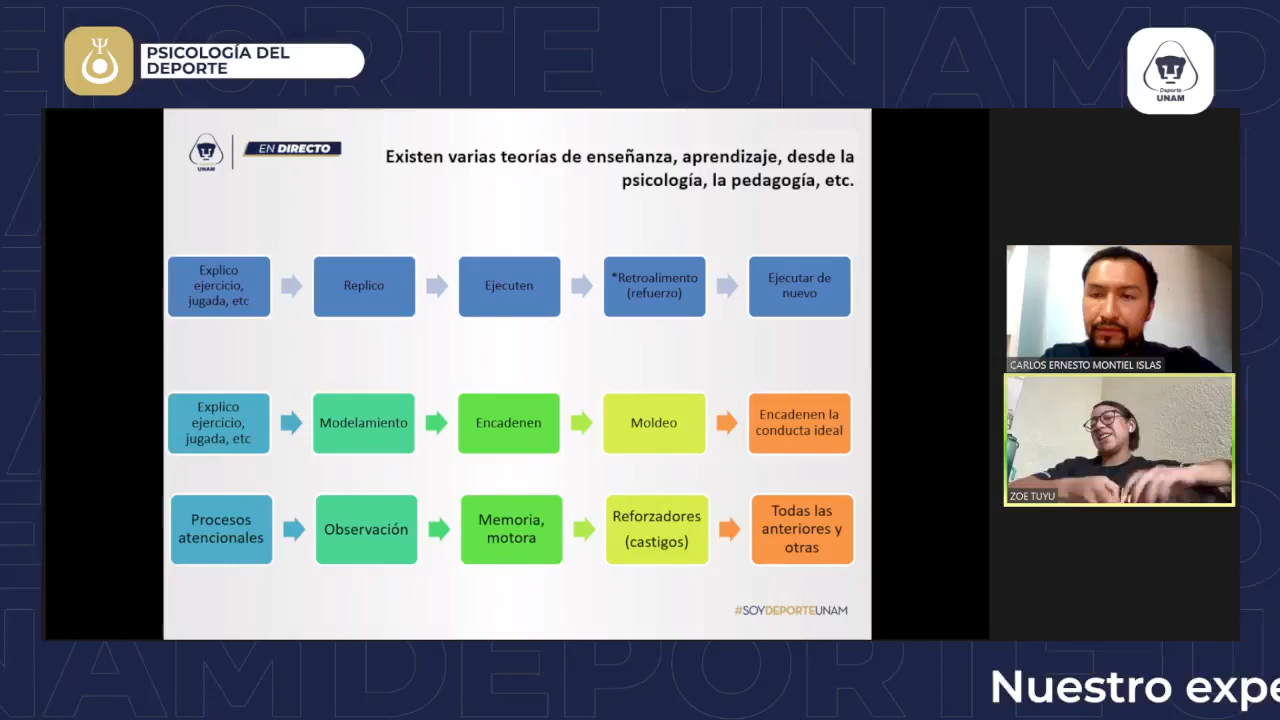 PSICOLOGÍA DEL
DEPORTE
Deporte
UNAM
UNAM
EN DIRECTO
Existen varias teorías de enseñanza, aprendizaje, desde la
psicología, la pedagogía, etc.
Explico
ejercicio,
jugada, etc
Replico
Ejecuten
*Retroalimento
(refuerzo)
Ejecutar de
nuevo
Explico
ejercicio,
jugada, etc
Modelamiento
Encadenen
Moldeo
Encadenen la
conducta ideal
Procesos
atencionales
Observación
Memoria,
motora
Reforzadores
(castigos)
Todas las
anteriores y
otras
#SOYDEPORTEUNAM
CARLOS ERNESTO MONTIEL ISLAS
ZOE TUYU
Nuestro expe